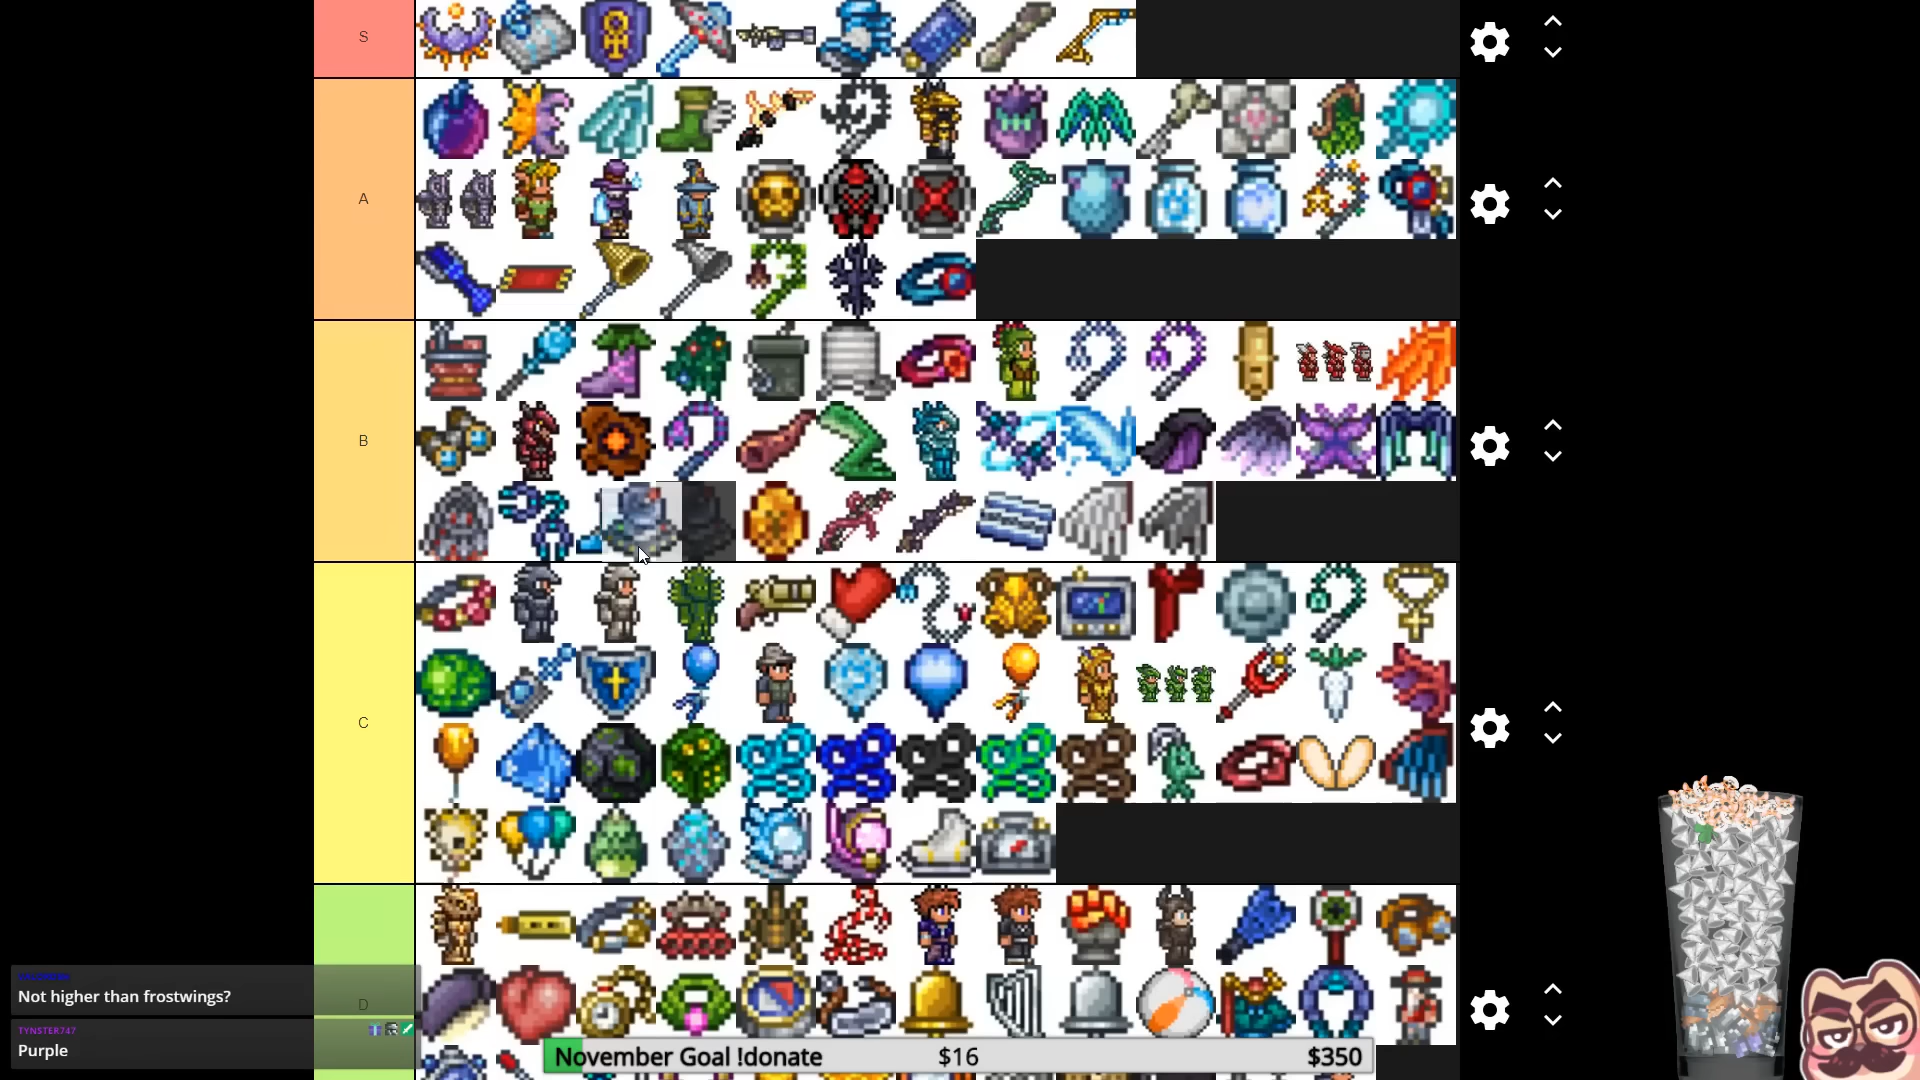 S
A
B
C
D
Not higher than frostwings?
TYNSTER747
Purple
November Goal !donate $16 $350